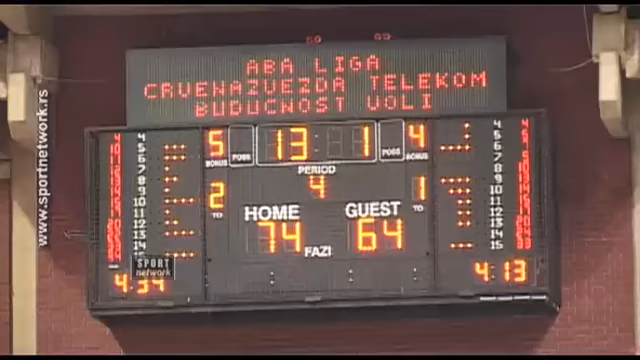 ABA LIGA
CRVENAZVEZDA TELEKOM
BUDUCNOST VOLI
5 13 1 4
BONUS POSS POSS BONUS
PERIOD
2 4 1
TO TO
HOME GUEST
74 64
FAZI
4 4
5 5
6 6
7 7
8 8
9 9
10 10
11 11
12 12
13 13
14 14
15 15
SPORT
network
4:34 4:13
www.sportnetwork.rs